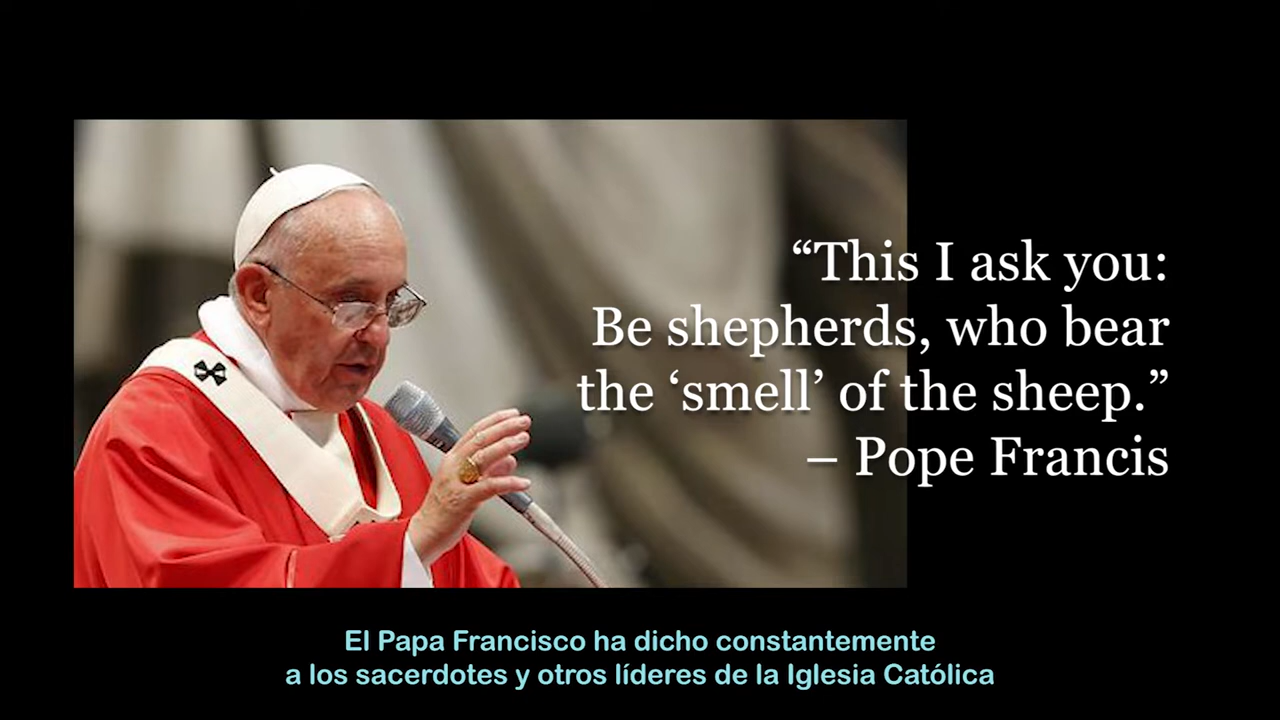 “This I ask you:
Be shepherds, who bear
the ‘smell’ of the sheep.”
– Pope Francis
El Papa Francisco ha dicho constantemente
a los sacerdotes y otros líderes de la Iglesia Católica